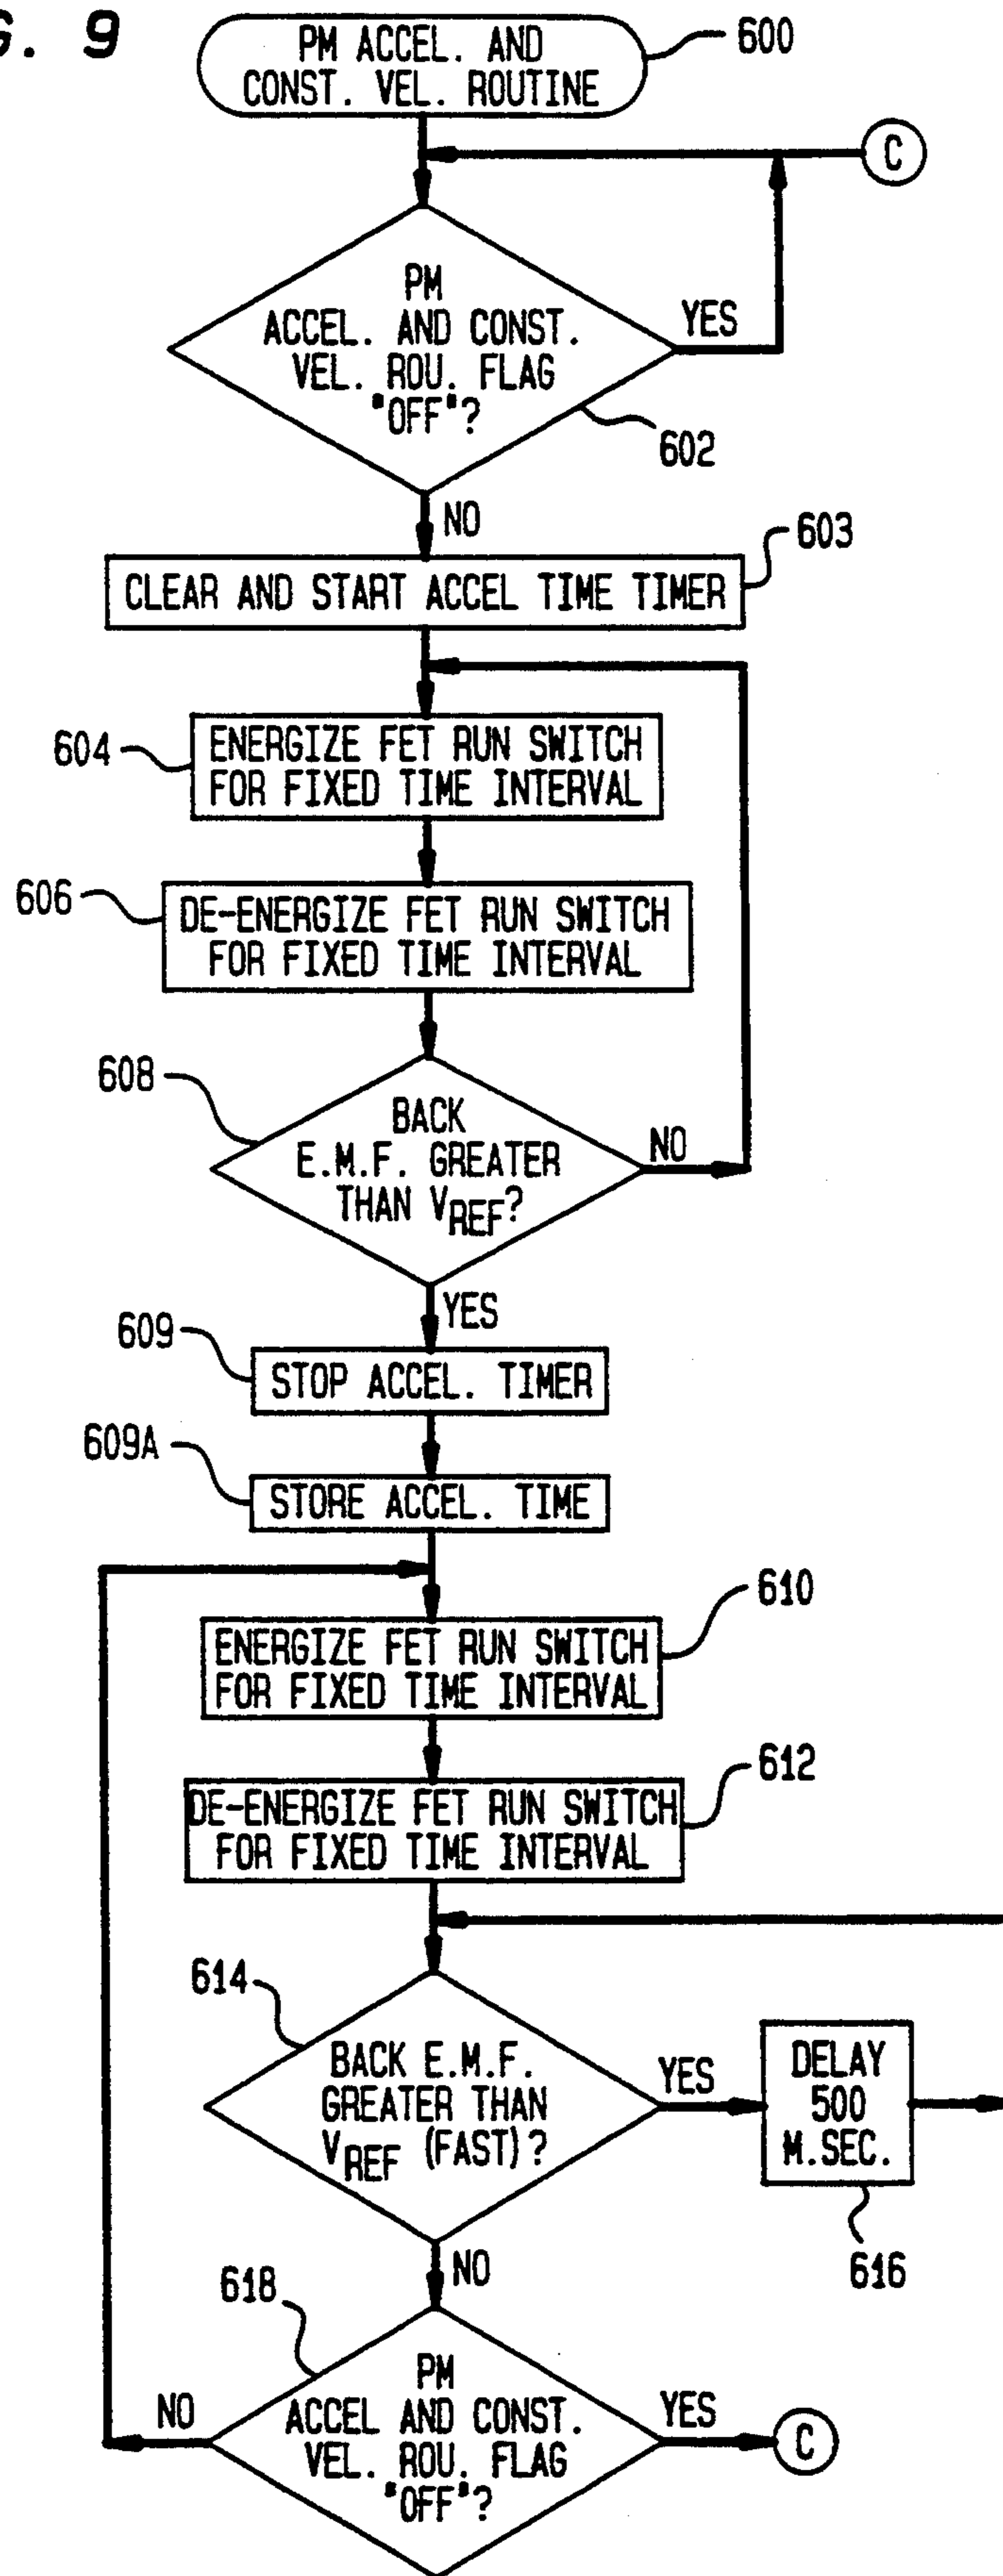 G. 9
PM ACCEL. AND
CONST. VEL. ROUTINE
600
C
PM
ACCEL. AND CONST.
VEL. ROU. FLAG
"OFF"?
YES
602
NO
603
CLEAR AND START ACCEL TIME TIMER
604
ENERGIZE FET RUN SWITCH
FOR FIXED TIME INTERVAL
606
DE-ENERGIZE FET RUN SWITCH
FOR FIXED TIME INTERVAL
608
BACK
E.M.F. GREATER
THAN VREF?
NO
YES
609
STOP ACCEL. TIMER
609A
STORE ACCEL. TIME
610
ENERGIZE FET RUN SWITCH
FOR FIXED TIME INTERVAL
612
DE-ENERGIZE FET RUN SWITCH
FOR FIXED TIME INTERVAL
614
BACK E.M.F.
GREATER THAN
VREF (FAST)?
YES
DELAY
500
M.SEC.
616
NO
618
PM
ACCEL AND CONST.
VEL. ROU. FLAG
"OFF"?
NO
YES
C